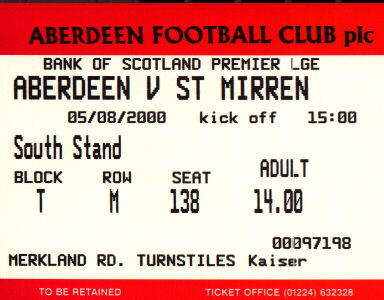 ABERDEEN FOOTBALL CLUB plc
BANK OF SCOTLAND PREMIER LGE
ABERDEEN V ST MIRREN
05/08/2000 kick off 15:00
South Stand
BLOCK ROW SEAT ADULT
T M 138 14.00
00097198
MERKLAND RD. TURNSTILES Kaiser
TO BE RETAINED TICKET OFFICE (01224) 632328